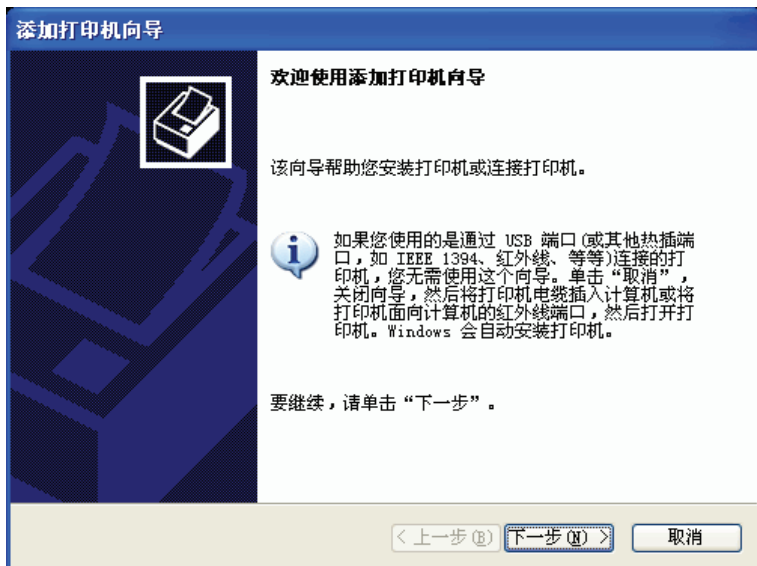 添加打印机向导
欢迎使用添加打印机向导
该向导帮助您安装打印机或连接打印机。
如果您使用的是通过 USB 端口(或其他热插端
口，如 IEEE 1394、红外线、等等)连接的打
印机，您无需使用这个向导。单击“取消”，
关闭向导，然后将打印机电缆插入计算机或将
打印机面向计算机的红外线端口，然后打开打
印机。Windows 会自动安装打印机。
要继续，请单击“下一步”。
< 上一步(B) 下一步(N) > 取消